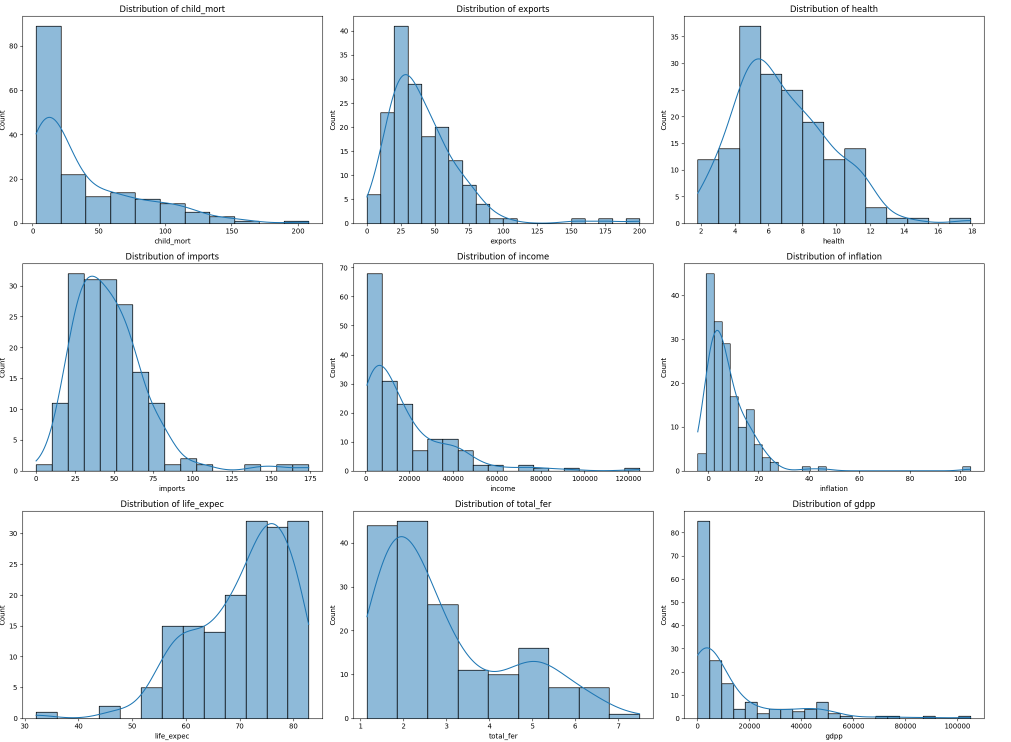 Distribution of child_mort
Distribution of exports
Distribution of health
Count
80
60
40
20
0
0 50 100 150 200
child_mort
Count
40
35
30
25
20
15
10
5
0
0 25 50 75 100 125 150 175 200
exports
Count
35
30
25
20
15
10
5
0
2 4 6 8 10 12 14 16 18
health
Distribution of imports
Distribution of income
Distribution of inflation
Count
30
25
20
15
10
5
0
0 25 50 75 100 125 150 175
imports
Count
70
60
50
40
30
20
10
0
0 20000 40000 60000 80000 100000 120000
income
Count
40
30
20
10
0
0 20 40 60 80 100
inflation
Distribution of life_expec
Distribution of total_fer
Distribution of gdpp
Count
30
25
20
15
10
5
0
30 40 50 60 70 80
life_expec
Count
40
30
20
10
0
1 2 3 4 5 6 7
total_fer
Count
80
70
60
50
40
30
20
10
0
0 20000 40000 60000 80000 100000
gdpp